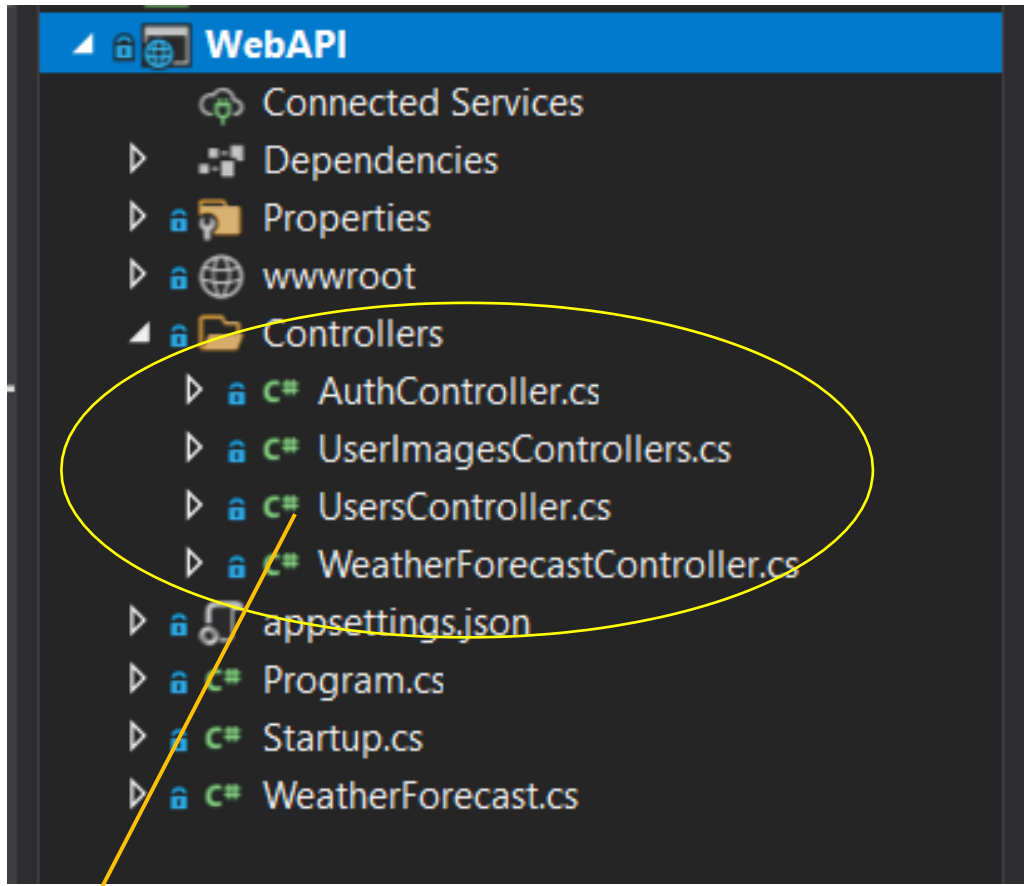 WebAPI
Connected Services
Dependencies
Properties
wwwroot
Controllers
C# AuthController.cs
C# UserImagesControllers.cs
C# UsersController.cs
C# WeatherForecastController.cs
appsettings.json
C# Program.cs
C# Startup.cs
C# WeatherForecast.cs